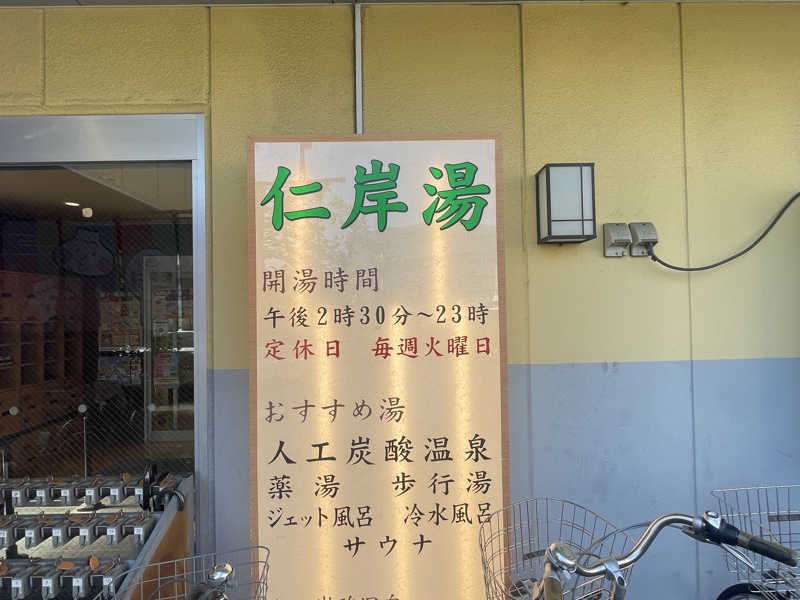 仁岸湯
開湯時間
午後2時30分～23時
定休日 毎週火曜日
おすすめ湯
人工炭酸温泉
薬湯 歩行湯
ジェット風呂 冷水風呂
サウナ